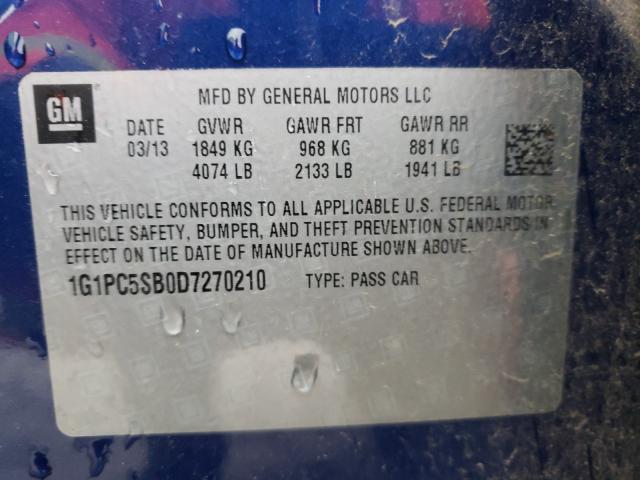 GM
MFD BY GENERAL MOTORS LLC
DATE GVWR GAWR FRT GAWR RR
03/13 1849 KG 968 KG 881 KG
4074 LB 2133 LB 1941 LB
THIS VEHICLE CONFORMS TO ALL APPLICABLE U.S. FEDERAL MOTOR
VEHICLE SAFETY, BUMPER, AND THEFT PREVENTION STANDARDS IN
EFFECT ON THE DATE OF MANUFACTURE SHOWN ABOVE.
1G1PC5SB0D7270210 TYPE: PASS CAR